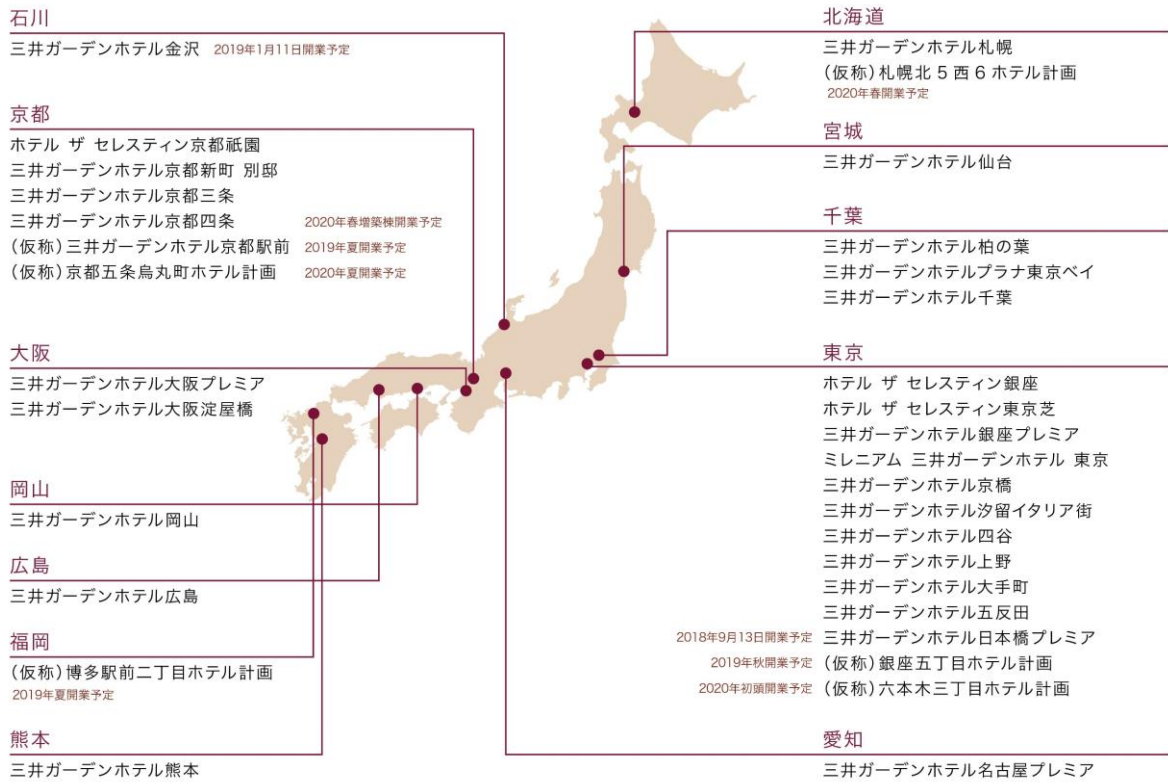 石川
三井ガーデンホテル金沢 2019年1月11日開業予定
京都
ホテル ザ セレスティン京都祇園
三井ガーデンホテル京都新町 別邸
三井ガーデンホテル京都三条
三井ガーデンホテル京都四条 2020年春増築棟開業予定
(仮称)三井ガーデンホテル京都駅前 2019年夏開業予定
(仮称)京都五条烏丸町ホテル計画 2020年夏開業予定
大阪
三井ガーデンホテル大阪プレミア
三井ガーデンホテル大阪淀屋橋
岡山
三井ガーデンホテル岡山
広島
三井ガーデンホテル広島
福岡
(仮称)博多駅前二丁目ホテル計画
2019年夏開業予定
熊本
三井ガーデンホテル熊本
北海道
三井ガーデンホテル札幌
(仮称)札幌北5西6ホテル計画
2020年春開業予定
宮城
三井ガーデンホテル仙台
千葉
三井ガーデンホテル柏の葉
三井ガーデンホテルプラナ東京ベイ
三井ガーデンホテル千葉
東京
ホテル ザ セレスティン銀座
ホテル ザ セレスティン東京芝
三井ガーデンホテル銀座プレミア
ミレニアム 三井ガーデンホテル 東京
三井ガーデンホテル京橋
三井ガーデンホテル汐留イタリア街
三井ガーデンホテル四谷
三井ガーデンホテル上野
三井ガーデンホテル大手町
三井ガーデンホテル五反田
2018年9月13日開業予定 三井ガーデンホテル日本橋プレミア
2019年秋開業予定 (仮称)銀座五丁目ホテル計画
2020年初頭開業予定 (仮称)六本木三丁目ホテル計画
愛知
三井ガーデンホテル名古屋プレミア